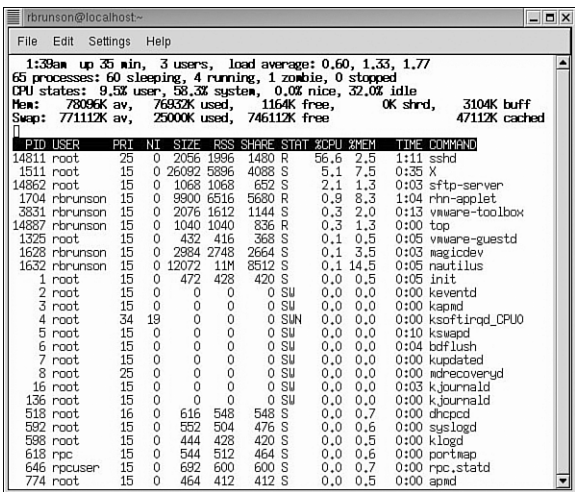 rbrunson@localhost:~
File Edit Settings Help
1:39am up 35 min, 3 users, load average: 0.60, 1.33, 1.77
65 processes: 60 sleeping, 4 running, 1 zombie, 0 stopped
CPU states: 9.5% user, 58.3% system, 0.0% nice, 32.0% idle
Mem: 78096K av, 76932K used, 1164K free, 0K shrd, 3104K buff
Swap: 771112K av, 25000K used, 746112K free 47112K cached
PID USER PRI NI SIZE RSS SHARE STAT %CPU %MEM TIME COMMAND
14811 root 25 0 2056 1996 1480 R 56.6 2.5 1:11 sshd
1511 root 15 0 26092 5896 4088 S 5.1 7.5 0:35 X
14862 root 15 0 1068 1068 652 S 2.1 1.3 0:03 sftp-server
1704 rbrunson 15 0 9900 6516 5680 R 0.9 8.3 1:04 rhn-applet
3831 rbrunson 15 0 2076 1612 1144 S 0.3 2.0 0:13 vmware-toolbox
14887 root 15 0 1040 1040 836 R 0.3 1.3 0:00 top
1325 root 15 0 432 416 368 S 0.1 0.5 0:05 vmware-guestd
1628 rbrunson 15 0 2984 2748 2664 S 0.1 3.5 0:03 magicdev
1632 rbrunson 15 0 12072 11M 8512 S 0.1 14.5 0:05 nautilus
1 root 15 0 472 428 420 S 0.0 0.5 0:05 init
2 root 15 0 0 0 0 SW 0.0 0.0 0:00 keventd
3 root 15 0 0 0 0 SW 0.0 0.0 0:00 kapmd
4 root 34 19 0 0 0 SWN 0.0 0.0 0:00 ksoftirqd_CPU0
5 root 15 0 0 0 0 SW 0.0 0.0 0:10 kswapd
6 root 15 0 0 0 0 SW 0.0 0.0 0:04 bdflush
7 root 15 0 0 0 0 SW 0.0 0.0 0:00 kupdated
8 root 25 0 0 0 0 SW 0.0 0.0 0:00 mdrecoveryd
16 root 15 0 0 0 0 SW 0.0 0.0 0:03 kjournald
136 root 15 0 0 0 0 SW 0.0 0.0 0:00 kjournald
518 root 16 0 616 548 548 S 0.0 0.7 0:00 dhcpcd
592 root 15 0 552 504 476 S 0.0 0.6 0:00 syslogd
598 root 15 0 444 428 420 S 0.0 0.5 0:00 klogd
618 rpc 15 0 544 512 464 S 0.0 0.6 0:00 portmap
646 rpcuser 15 0 692 600 600 S 0.0 0.7 0:00 rpc.statd
774 root 15 0 464 412 412 S 0.0 0.5 0:00 apmd